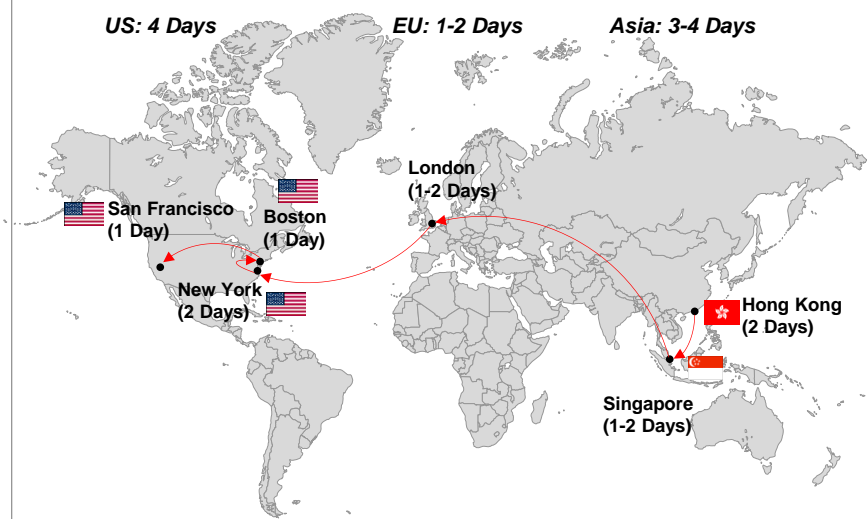 US: 4 Days
EU: 1-2 Days
Asia: 3-4 Days
London
(1-2 Days)
San Francisco
(1 Day)
Boston
(1 Day)
New York
(2 Days)
Hong Kong
(2 Days)
Singapore
(1-2 Days)